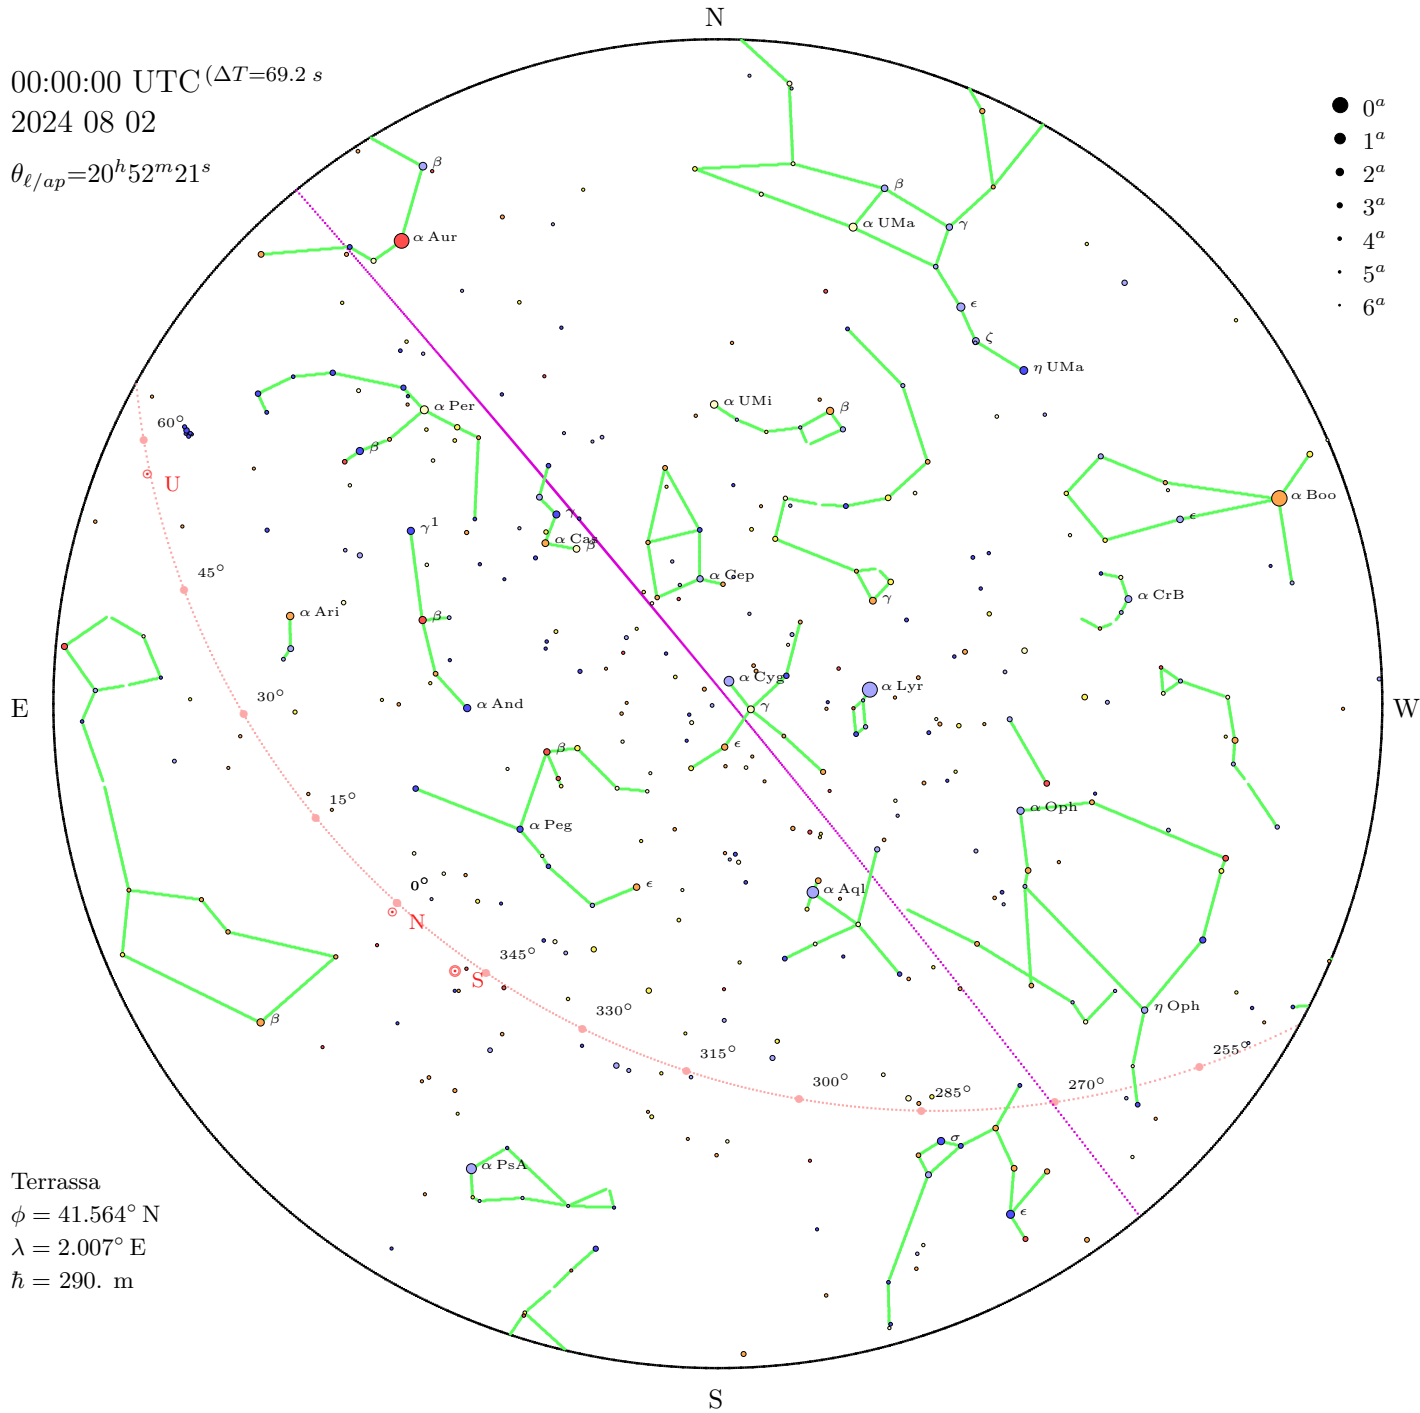 N
00:00:00 UTC (ΔT=69.2 s
2024 08 02
θℓ/ap=20h52m21s
0a
1a
2a
3a
4a
5a
6a
β
β
α Aur
α UMa
γ
ϵ
ζ
η UMa
α Per
α UMi
β
60°
β
U
α Boo
γ1
γ
α Cas
β
ϵ
45°
α Cep
α CrB
α Ari
β
γ
30°
α Cyg
α Lyr
E
α And
γ
W
β
ϵ
15°
α Oph
α Peg
0°
ϵ
α Aql
N
345°
S
β
330°
η Oph
315°
255°
300°
285°
270°
σ
α PsA
Terrassa
ϕ = 41.564° N
ϵ
λ = 2.007° E
ħ = 290. m
S